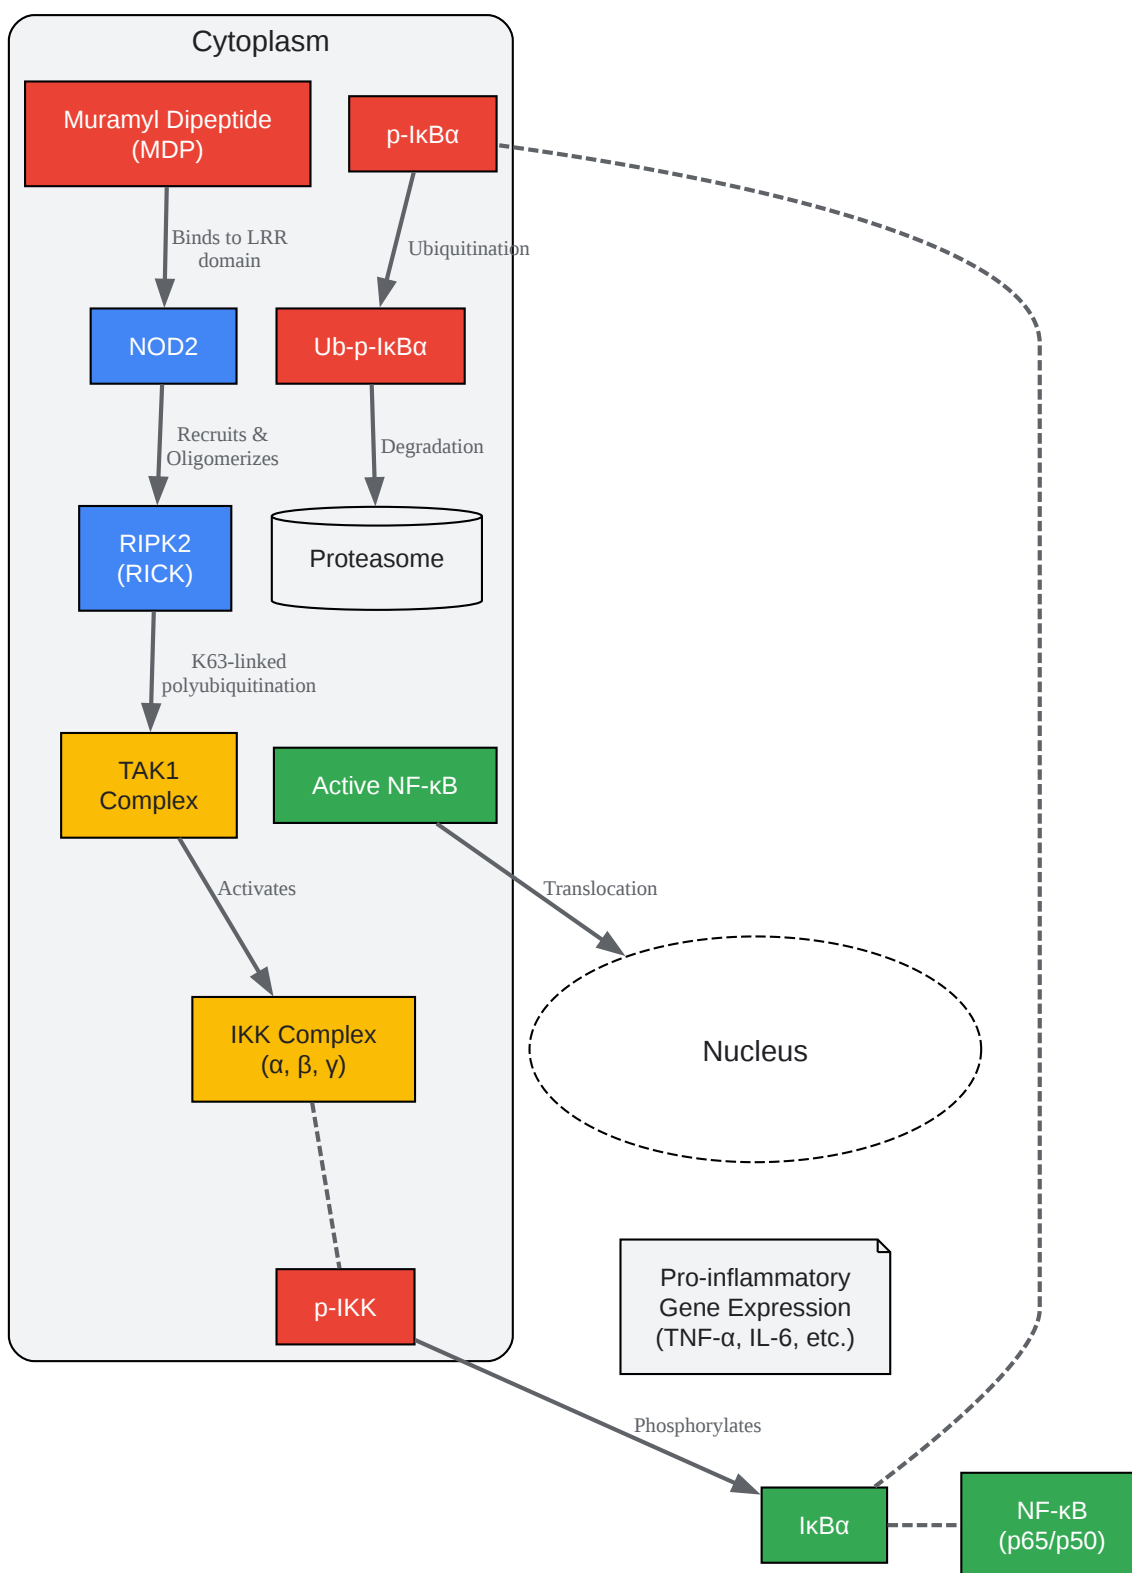 Cytoplasm
Muramyl Dipeptide
(MDP)
p-IκBα
Binds to LRR
domain
Ubiquitination
NOD2
Ub-p-IκBα
Recruits &
Oligomerizes
Degradation
RIPK2
(RICK)
Proteasome
K63-linked
polyubiquitination
TAK1
Complex
Active NF-κB
Activates
Translocation
IKK Complex
(α, β, γ)
Nucleus
p-IKK
Pro-inflammatory
Gene Expression
(TNF-α, IL-6, etc.)
Phosphorylates
IκBα
NF-κB
(p65/p50)